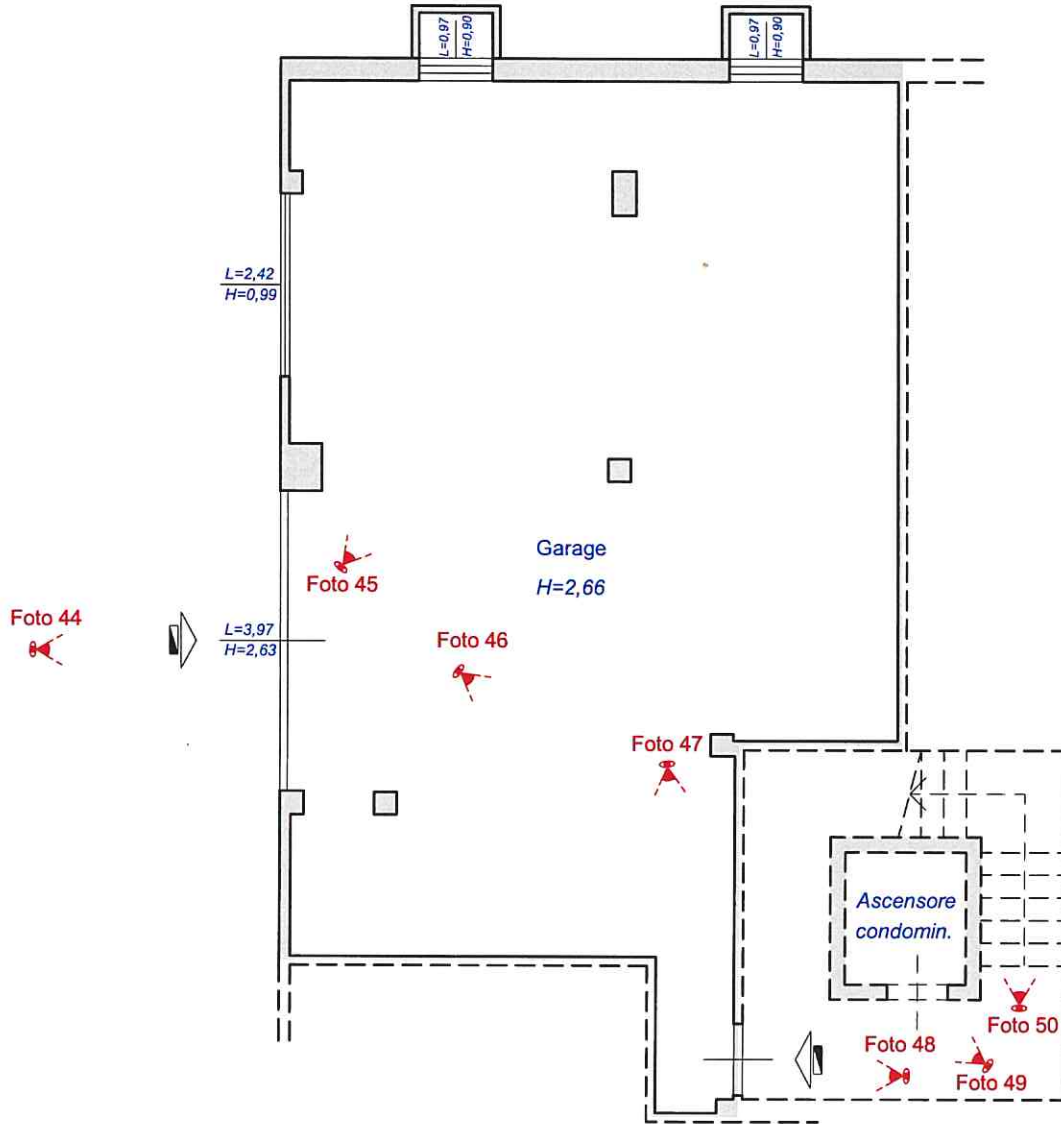 L=0,97
H=0,90
L=0,97
H=0,90
L=2,42
H=0,99
Garage
H=2,66
Foto 45
Foto 44
L=3,97
H=2,63
Foto 46
Foto 47
Ascensore
condomin.
Foto 50
Foto 48
Foto 49